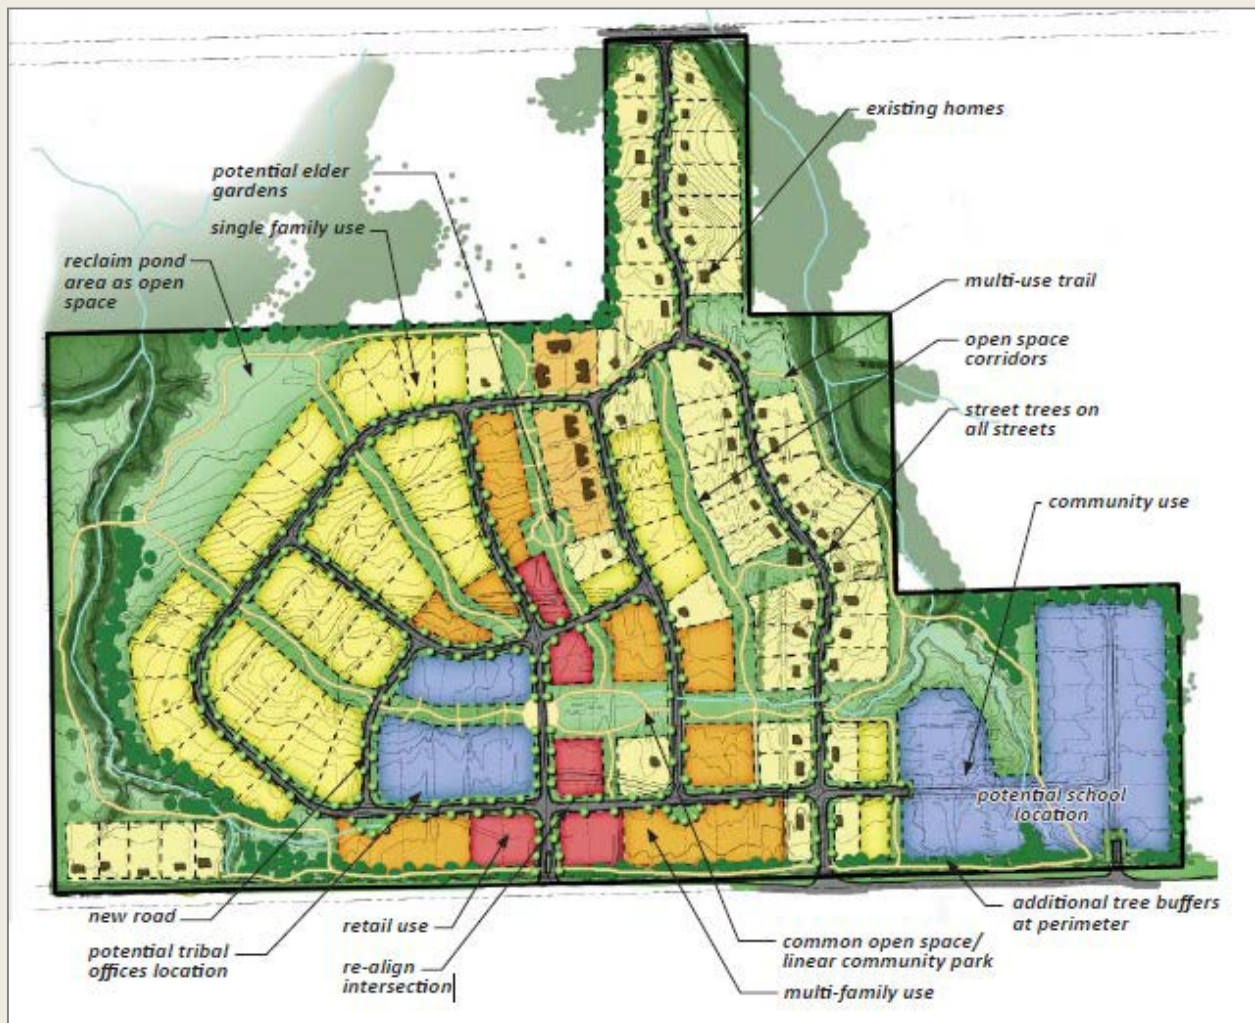 existing homes
potential elder
gardens
single family use
reclaim pond
area as open
space
multi-use trail
open space
corridors
street trees on
all streets
community use
potential school
location
new road
potential tribal
offices location
retail use
re-align
intersection
common open space/
linear community park
multi-family use
additional tree buffers
at perimeter